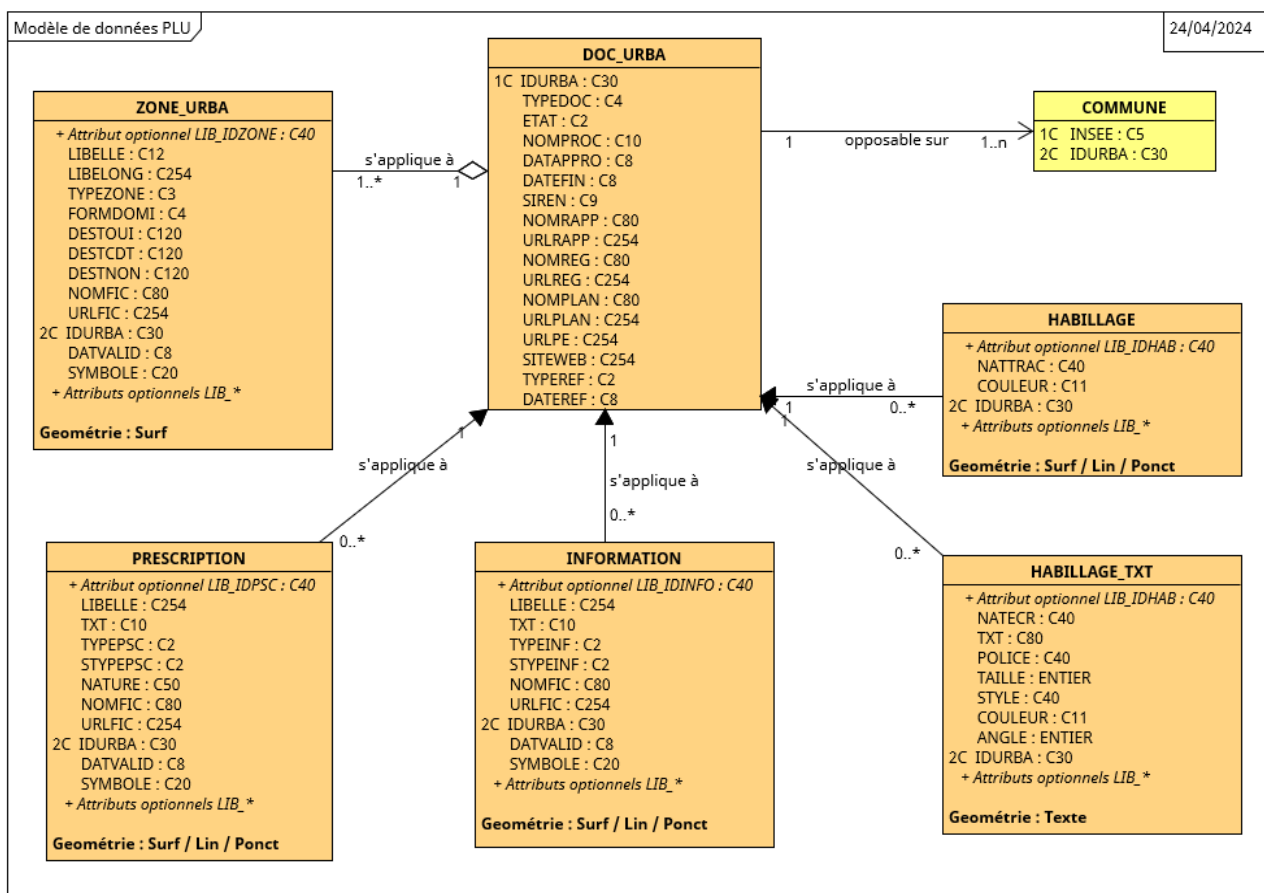 Modèle de données PLU
24/04/2024
DOC_URBA
1C IDURBA : C30
TYPEDOC : C4
ETAT : C2
NOMPROC : C10
DATAPPRO : C8
DATEFIN : C8
SIREN : C9
NOMRAPP : C80
URLRAPP : C254
NOMREG : C80
URLREG : C254
NOMPLAN : C80
URLPLAN : C254
URLPE : C254
SITEWEB : C254
TYPEREF : C2
DATEREF : C8
ZONE_URBA
+ Attribut optionnel LIB_IDZONE : C40
LIBELLE : C12
LIBELONG : C254
TYPEZONE : C3
FORMDOMI : C4
DESTOUI : C120
DESTCDT : C120
DESTNON : C120
NOMFIC : C80
URLFIC : C254
2C IDURBA : C30
DATVALID : C8
SYMBOLE : C20
+ Attributs optionnels LIB_*
Geométrie : Surf
s'applique à
1..* 1
COMMUNE
1C INSEE : C5
2C IDURBA : C30
opposable sur
1 1..n
HABILLAGE
+ Attribut optionnel LIB_IDHAB : C40
NATTRAC : C40
COULEUR : C11
2C IDURBA : C30
+ Attributs optionnels LIB_*
Geométrie : Surf / Lin / Ponct
s'applique à
1 0..*
1
s'applique à
0..*
1
s'applique à
0..*
1
s'applique à
0..*
PRESCRIPTION
+ Attribut optionnel LIB_IDPSC : C40
LIBELLE : C254
TXT : C10
TYPEPSC : C2
STYPEPSC : C2
NATURE : C50
NOMFIC : C80
URLFIC : C254
2C IDURBA : C30
DATVALID : C8
SYMBOLE : C20
+ Attributs optionnels LIB_*
Geométrie : Surf / Lin / Ponct
INFORMATION
+ Attribut optionnel LIB_IDINFO : C40
LIBELLE : C254
TXT : C10
TYPEINF : C2
STYPEINF : C2
NOMFIC : C80
URLFIC : C254
2C IDURBA : C30
DATVALID : C8
SYMBOLE : C20
+ Attributs optionnels LIB_*
Geométrie : Surf / Lin / Ponct
HABILLAGE_TXT
+ Attribut optionnel LIB_IDHAB : C40
NATECR : C40
TXT : C80
POLICE : C40
TAILLE : ENTIER
STYLE : C40
COULEUR : C11
ANGLE : ENTIER
2C IDURBA : C30
+ Attributs optionnels LIB_*
Geométrie : Texte